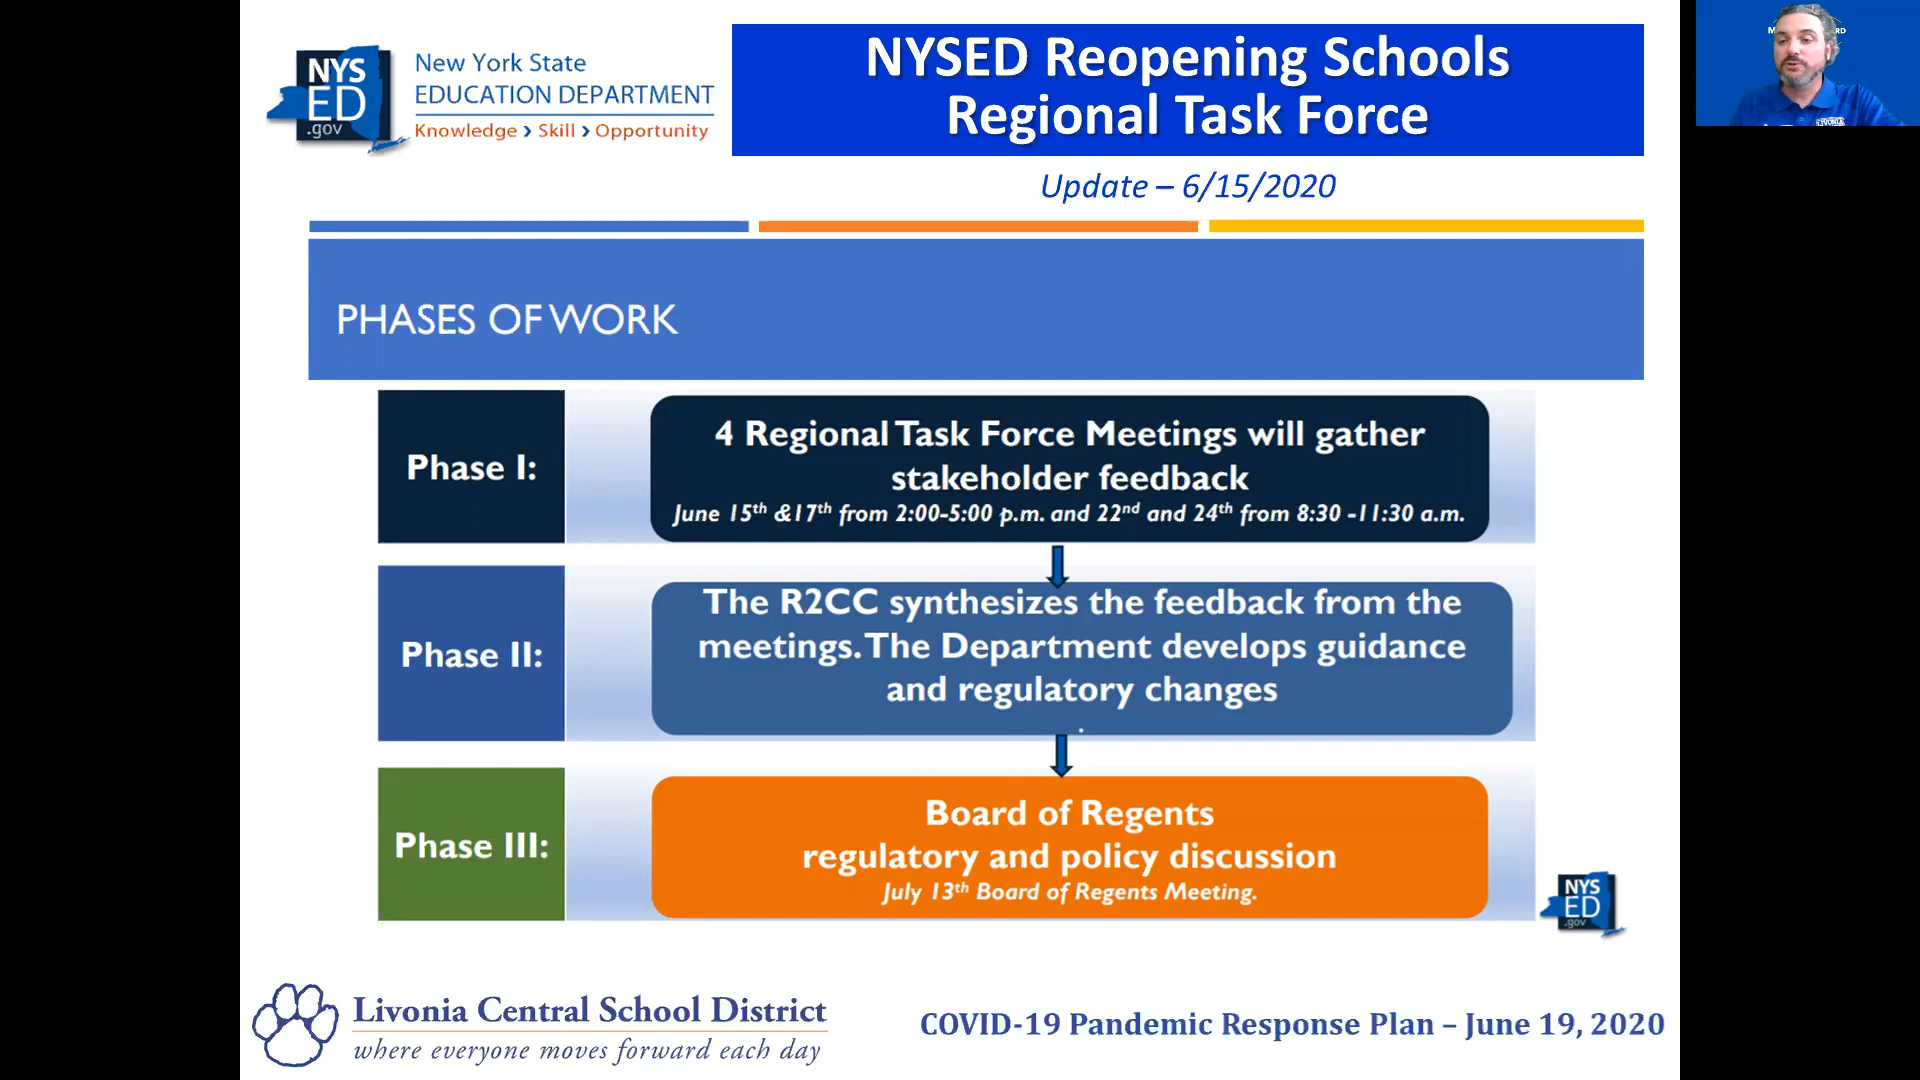 NYS
ED
.gov
New York State
EDUCATION DEPARTMENT
Knowledge › Skill › Opportunity
NYSED Reopening Schools
Regional Task Force
Update – 6/15/2020
PHASES OF WORK
Phase I:
4 Regional Task Force Meetings will gather
stakeholder feedback
June 15th &17th from 2:00-5:00 p.m. and 22nd and 24th from 8:30 -11:30 a.m.
Phase II:
The R2CC synthesizes the feedback from the
meetings. The Department develops guidance
and regulatory changes
.
Phase III:
Board of Regents
regulatory and policy discussion
July 13th Board of Regents Meeting.
NYS
ED
.gov
Livonia Central School District
where everyone moves forward each day
COVID-19 Pandemic Response Plan – June 19, 2020
LIVONIA